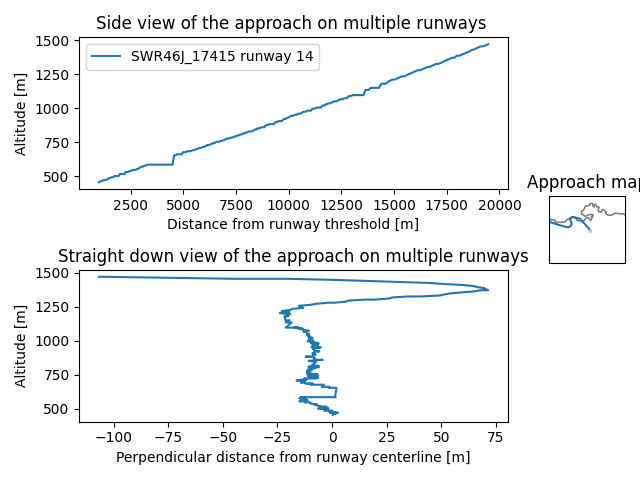 Side view of the approach on multiple runways
1500
1250
1000
750
500
Altitude [m]
SWR46J_17415 runway 14
2500 5000 7500 10000 12500 15000 17500 20000
Distance from runway threshold [m]
Approach map
Straight down view of the approach on multiple runways
1500
1250
1000
750
500
Altitude [m]
−100 −75 −50 −25 0 25 50 75
Perpendicular distance from runway centerline [m]